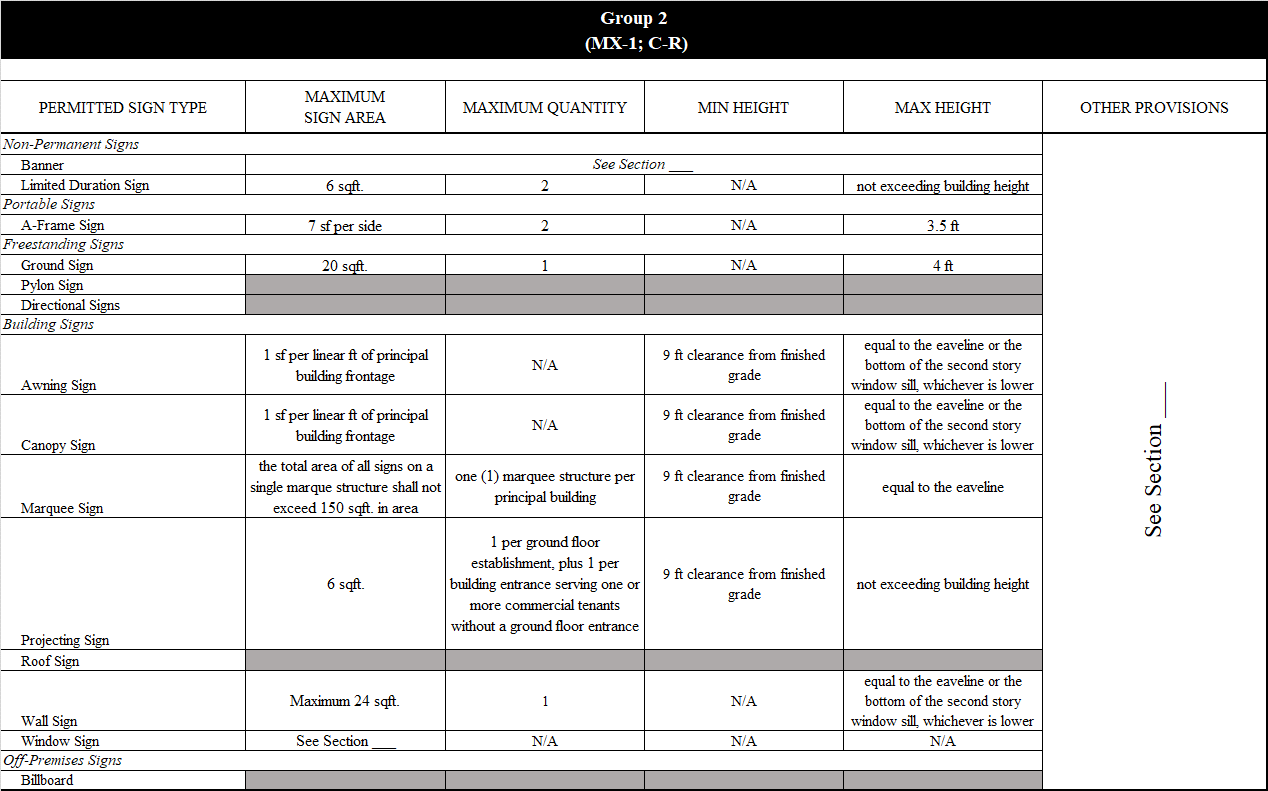 Group 2
(MX-1; C-R)
PERMITTED SIGN TYPE
MAXIMUM
SIGN AREA
MAXIMUM QUANTITY
MIN HEIGHT
MAX HEIGHT
OTHER PROVISIONS
Non-Permanent Signs
Banner
See Section ___
Limited Duration Sign
6 sqft.
2
N/A
not exceeding building height
Portable Signs
A-Frame Sign
7 sf per side
2
N/A
3.5 ft
Freestanding Signs
Ground Sign
20 sqft.
1
N/A
4 ft
Pylon Sign
Directional Signs
Building Signs
Awning Sign
1 sf per linear ft of principal
building frontage
N/A
9 ft clearance from finished
grade
equal to the eaveline or the
bottom of the second story
window sill, whichever is lower
Canopy Sign
1 sf per linear ft of principal
building frontage
N/A
9 ft clearance from finished
grade
equal to the eaveline or the
bottom of the second story
window sill, whichever is lower
Marquee Sign
the total area of all signs on a
single marque structure shall not
exceed 150 sqft. in area
one (1) marquee structure per
principal building
9 ft clearance from finished
grade
equal to the eaveline
Projecting Sign
6 sqft.
1 per ground floor
establishment, plus 1 per
building entrance serving one or
more commercial tenants
without a ground floor entrance
9 ft clearance from finished
grade
not exceeding building height
Roof Sign
Wall Sign
Maximum 24 sqft.
1
N/A
equal to the eaveline or the
bottom of the second story
window sill, whichever is lower
Window Sign
See Section ___
N/A
N/A
N/A
Off-Premises Signs
Billboard
See Section ___